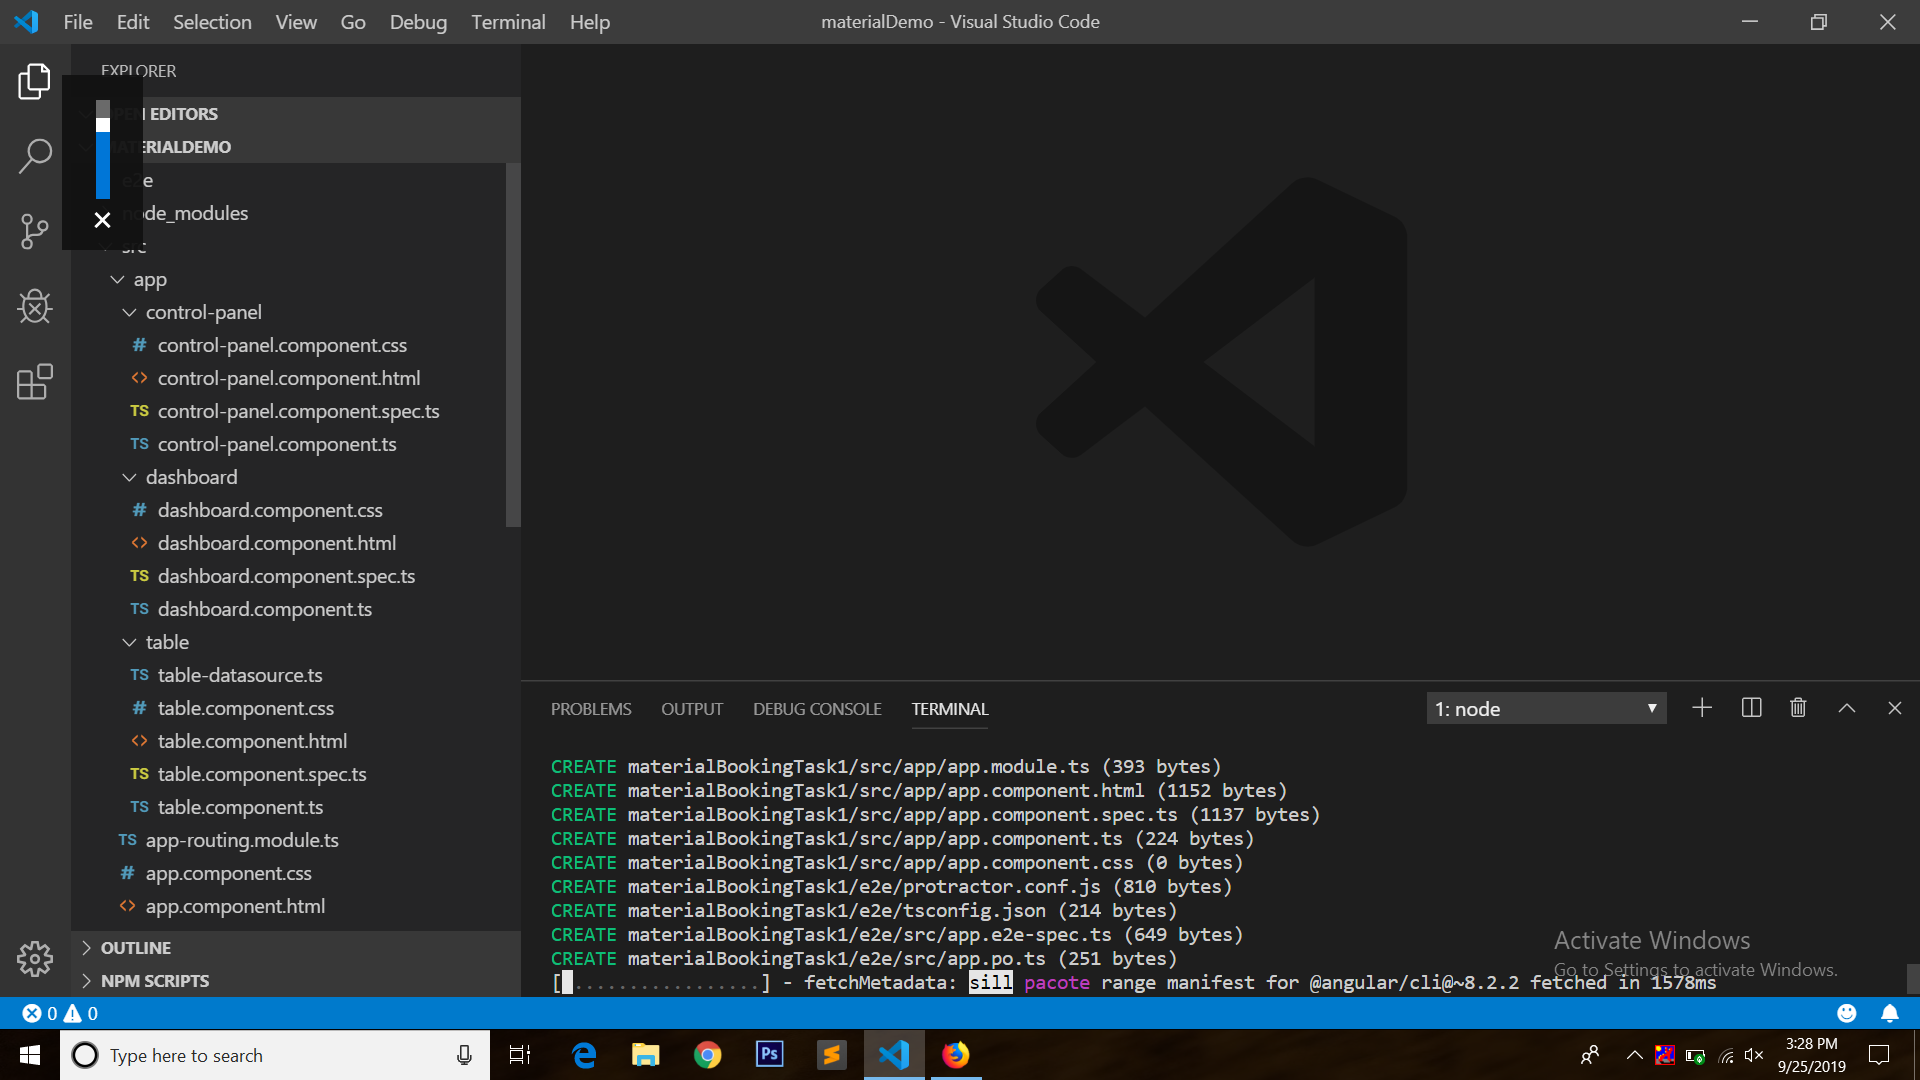 File Edit Selection View Go Debug Terminal Help
materialDemo - Visual Studio Code
EXPLORER
OPEN EDITORS
MATERIALDEMO
e2e
node_modules
src
app
control-panel
# control-panel.component.css
<> control-panel.component.html
TS control-panel.component.spec.ts
TS control-panel.component.ts
dashboard
# dashboard.component.css
<> dashboard.component.html
TS dashboard.component.spec.ts
TS dashboard.component.ts
table
TS table-datasource.ts
# table.component.css
<> table.component.html
TS table.component.spec.ts
TS table.component.ts
TS app-routing.module.ts
# app.component.css
<> app.component.html
OUTLINE
NPM SCRIPTS
PROBLEMS OUTPUT DEBUG CONSOLE TERMINAL
1: node
CREATE materialBookingTask1/src/app/app.module.ts (393 bytes)
CREATE materialBookingTask1/src/app/app.component.html (1152 bytes)
CREATE materialBookingTask1/src/app/app.component.spec.ts (1137 bytes)
CREATE materialBookingTask1/src/app/app.component.ts (224 bytes)
CREATE materialBookingTask1/src/app/app.component.css (0 bytes)
CREATE materialBookingTask1/e2e/protractor.conf.js (810 bytes)
CREATE materialBookingTask1/e2e/tsconfig.json (214 bytes)
CREATE materialBookingTask1/e2e/src/app.e2e-spec.ts (649 bytes)
CREATE materialBookingTask1/e2e/src/app.po.ts (251 bytes)
[ .................] - fetchMetadata: sill pacote range manifest for @angular/cli@~8.2.2 fetched in 1578ms
Activate Windows
Go to Settings to activate Windows.
0 0
Type here to search
Ps
3:28 PM
9/25/2019